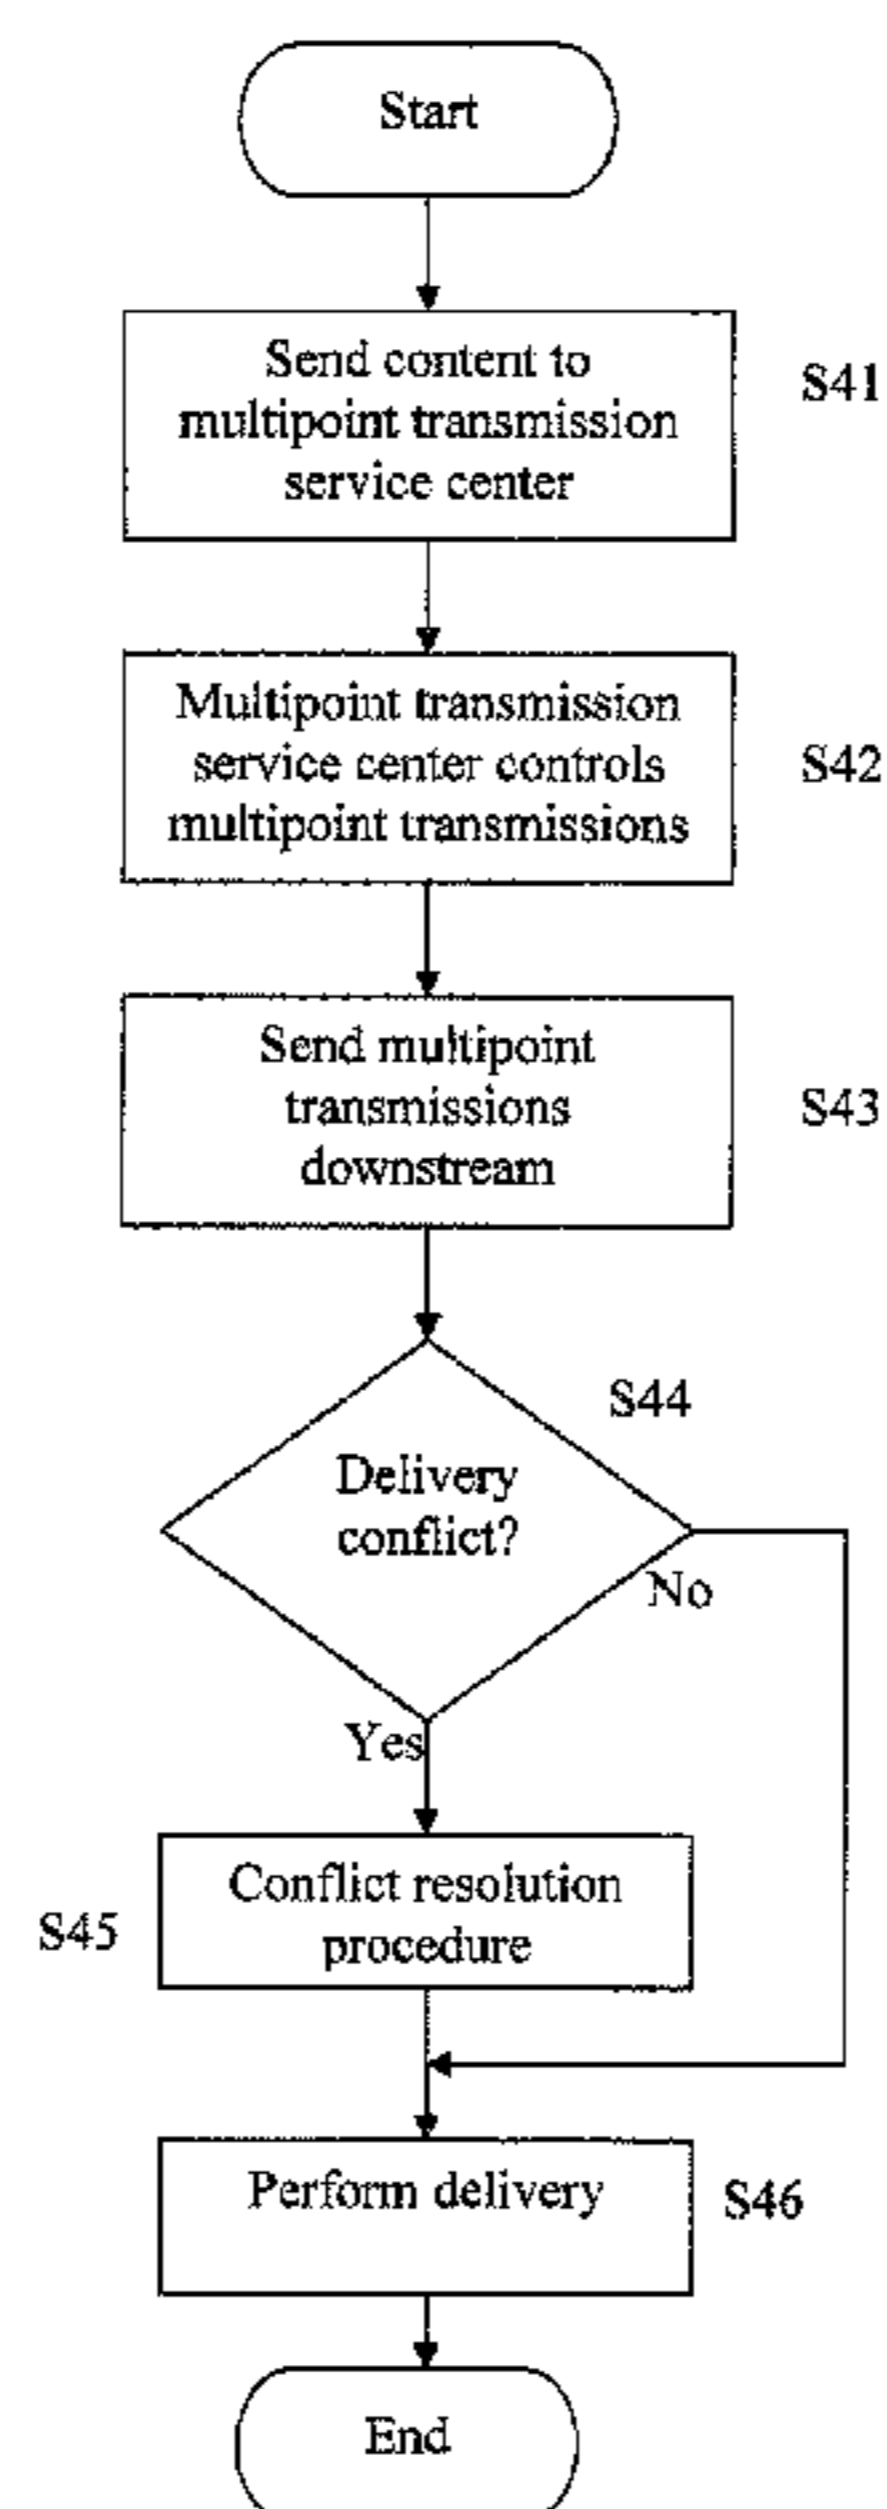 Start
Send content to
multipoint transmission
service center
S41
Multipoint transmission
service center controls
multipoint transmissions
S42
Send multipoint
transmissions
downstream
S43
S44
Delivery
conflict?
No
Yes
Conflict resolution
procedure
S45
Perform delivery
S46
End